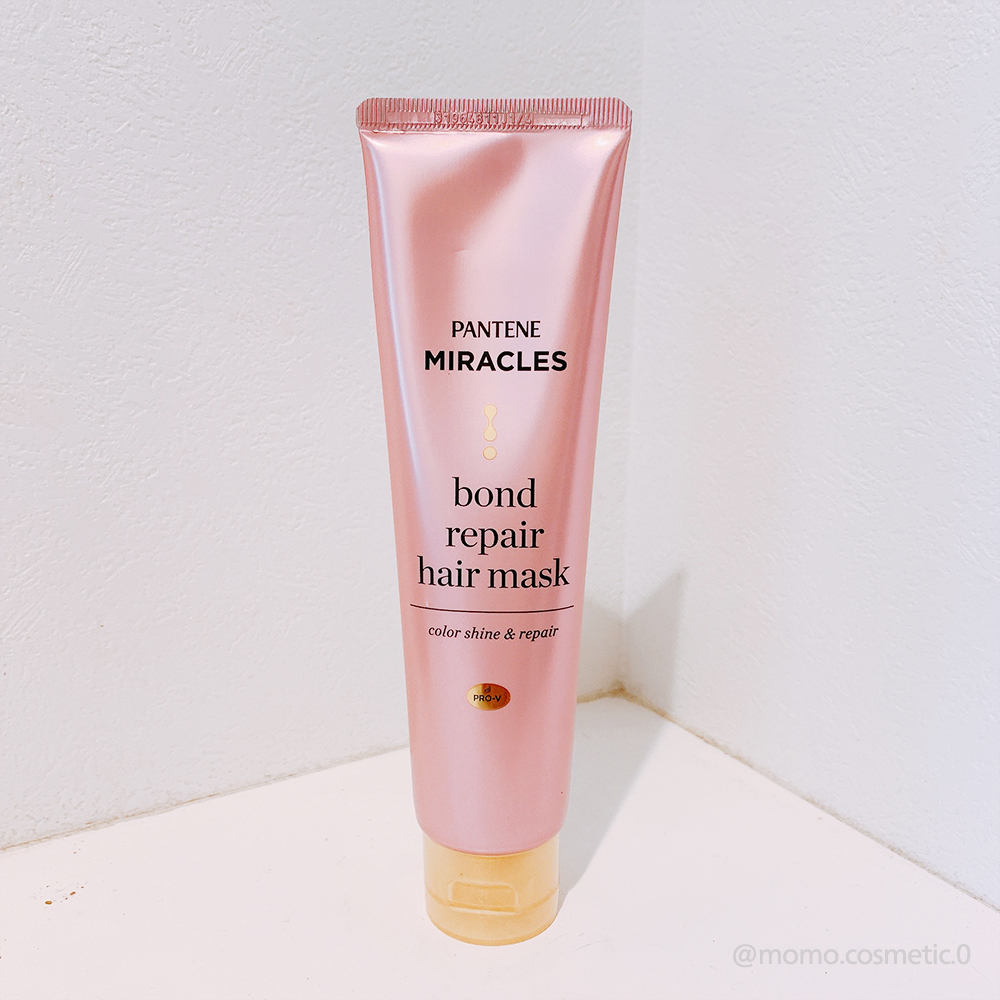 PANTENE
MIRACLES
bond
repair
hair mask
color shine & repair
PRO-V
@momo.cosmetic.0